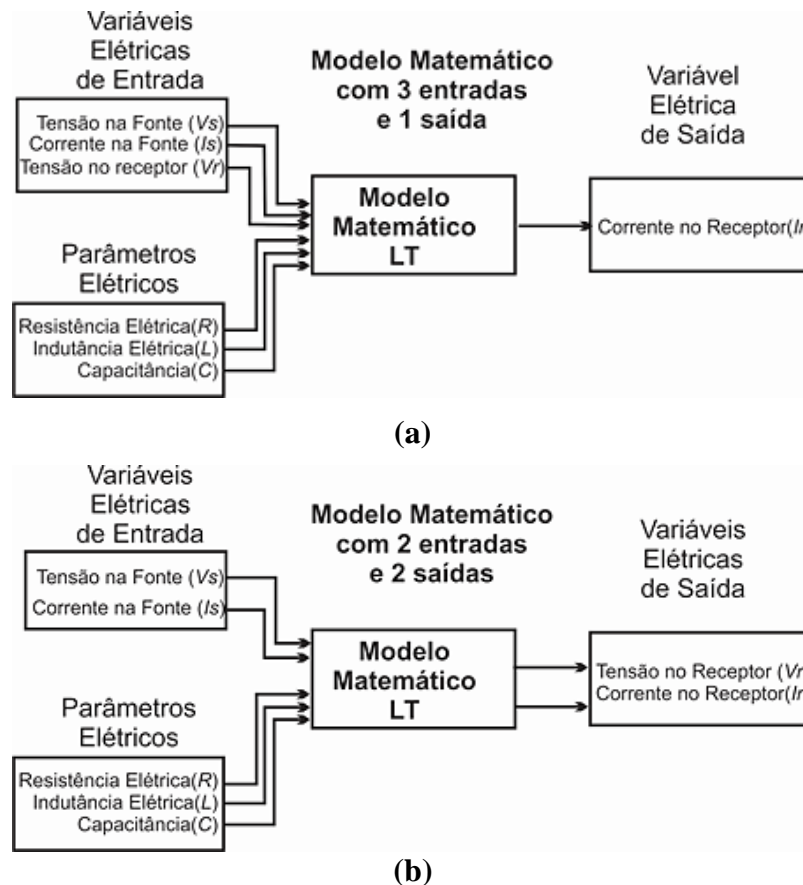 Variáveis
Elétricas
de Entrada
Modelo Matemático
com 3 entradas
e 1 saída
Variável
Elétrica
de Saída
Tensão na Fonte (Vs)
Corrente na Fonte (Is)
Tensão no receptor (Vr)
Modelo
Matemático
LT
Corrente no Receptor(Ir
Parâmetros
Elétricos
Resistência Elétrica(R)
Indutância Elétrica(L)
Capacitância(C)
(a)
Variáveis
Elétricas
de Entrada
Modelo Matemático
com 2 entradas
e 2 saídas
Variáveis
Elétricas
de Saída
Tensão na Fonte (Vs)
Corrente na Fonte (Is)
Modelo
Matemático
LT
Tensão no Receptor (Vr
Corrente no Receptor(Ir
Parâmetros
Elétricos
Resistência Elétrica(R)
Indutância Elétrica(L)
Capacitância(C)
(b)